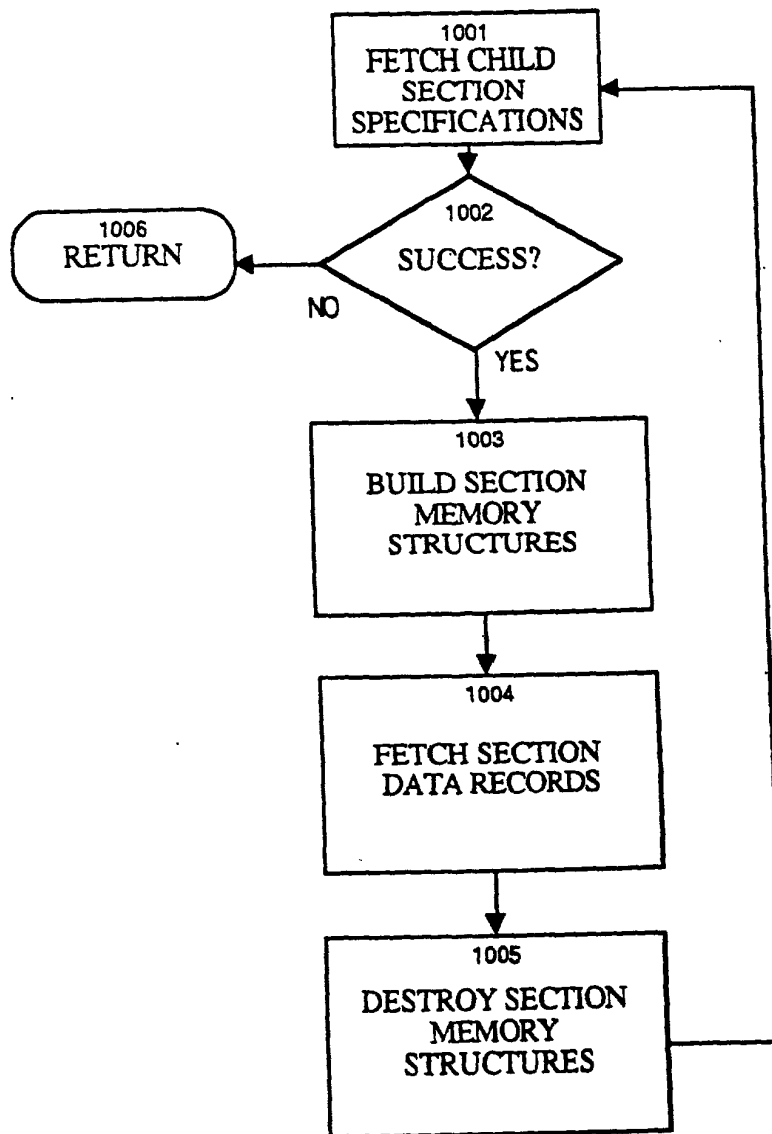 1001
FETCH CHILD
SECTION
SPECIFICATIONS
1002
SUCCESS?
1006
RETURN
NO
YES
1003
BUILD SECTION
MEMORY
STRUCTURES
1004
FETCH SECTION
DATA RECORDS
1005
DESTROY SECTION
MEMORY
STRUCTURES